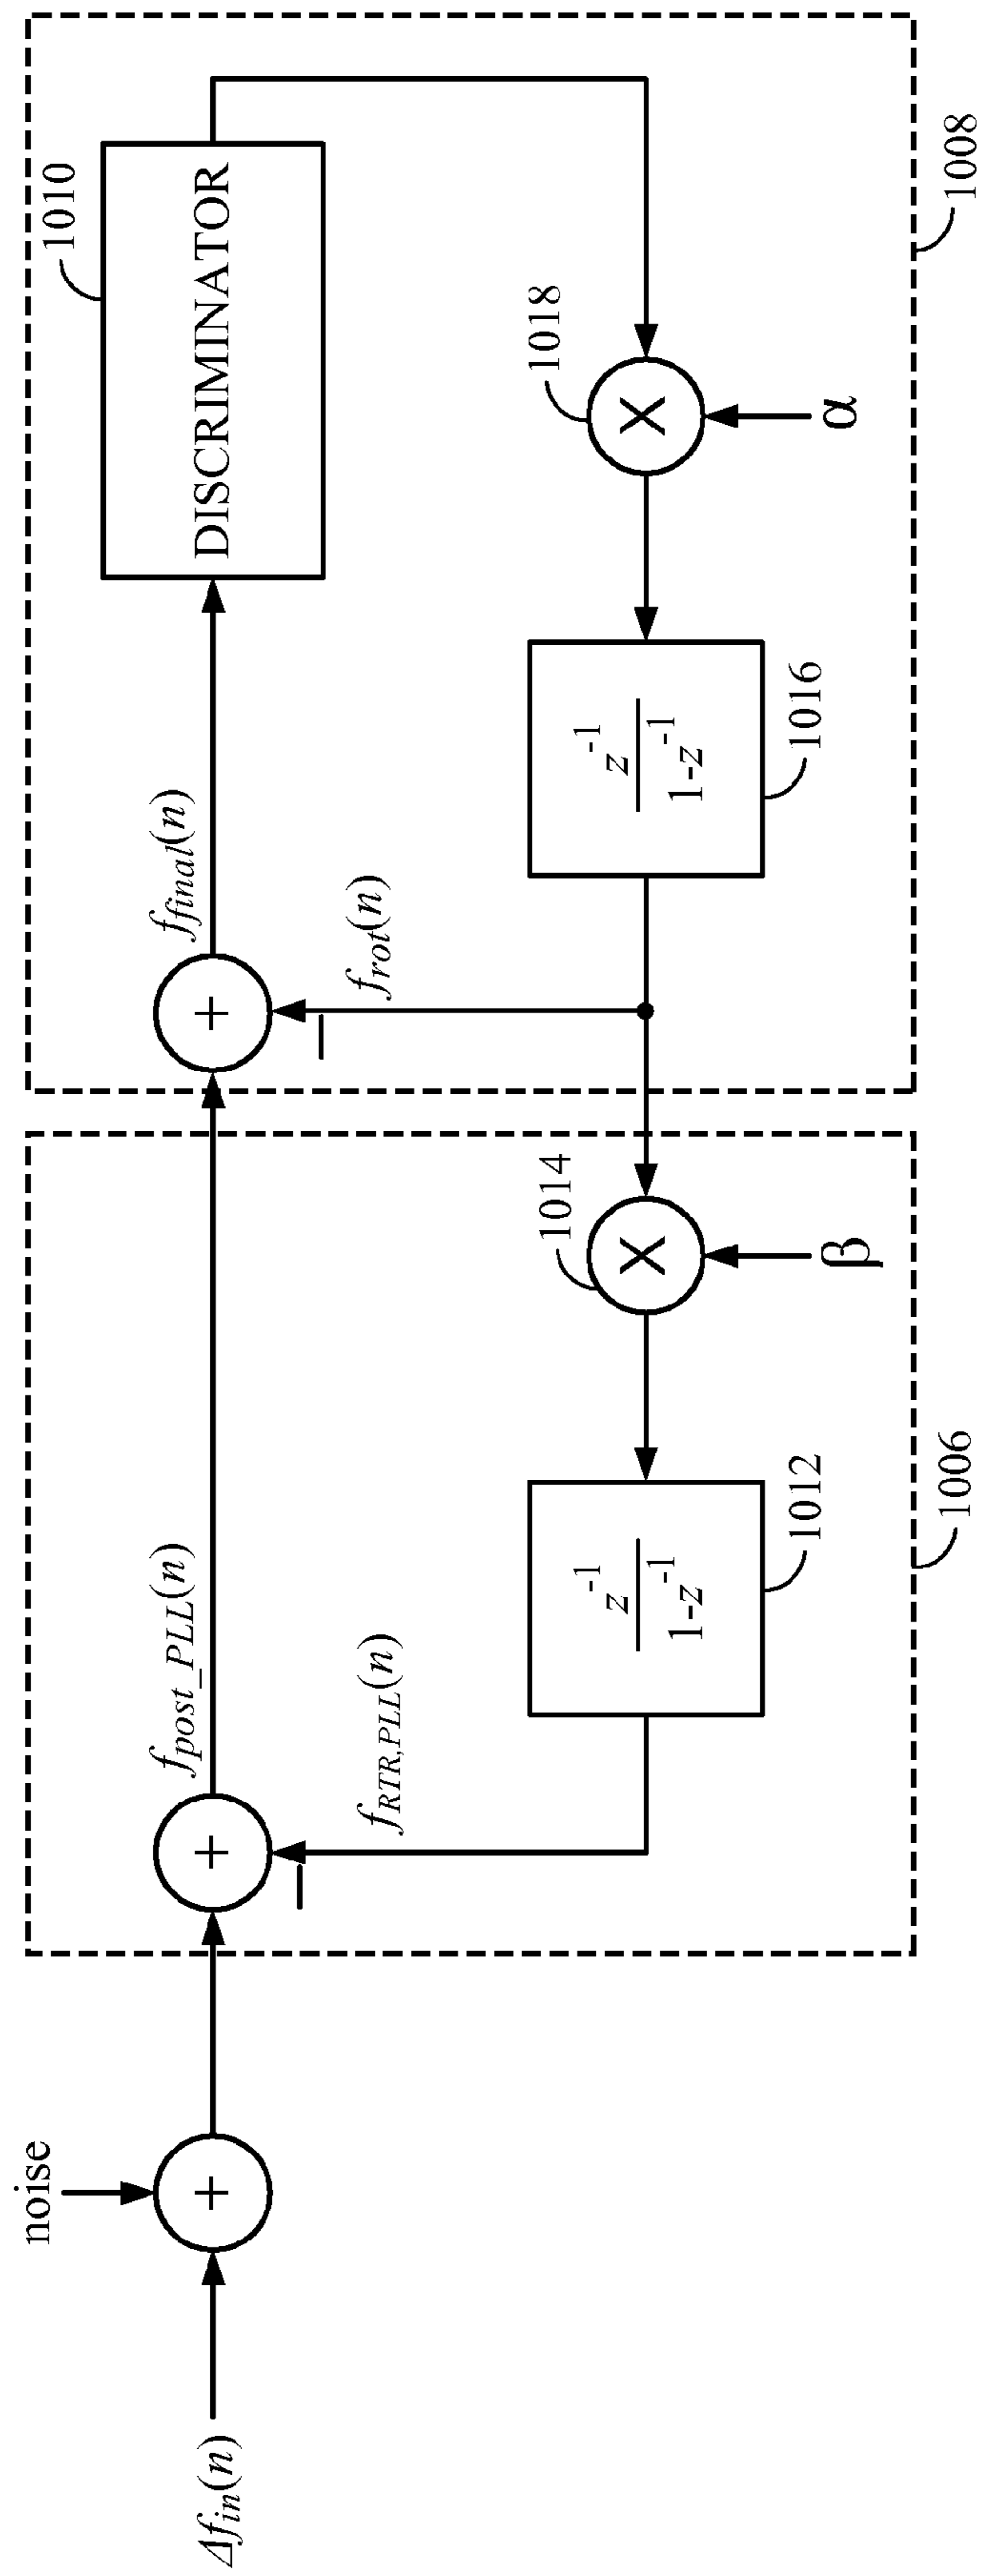 noise
Δf_in(n)
+
+
f_post_PLL(n)
+
f_final(n)
DISCRIMINATOR
1010
f_RTR,PLL(n)
f_rot(n)
z^-1
1-z^-1
1012
X
1014
β
z^-1
1-z^-1
1016
X
1018
α
1006
1008